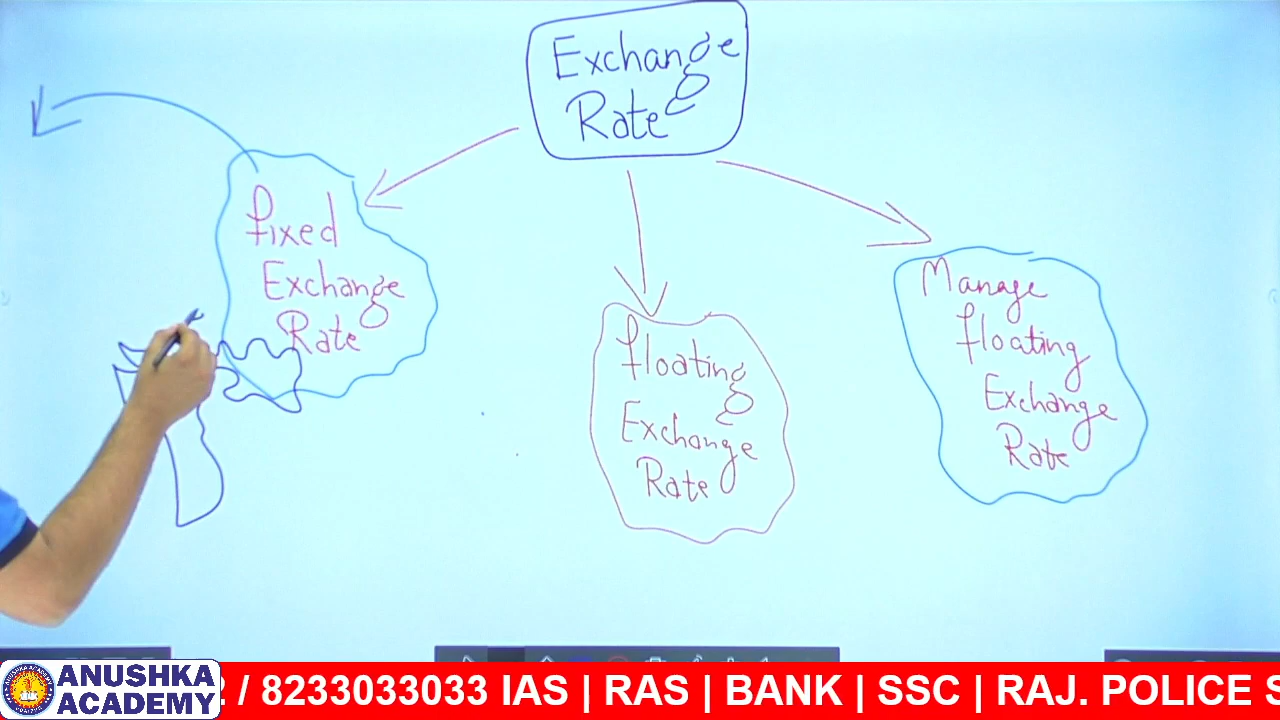 Exchange
Rate
fixed
Exchange
Rate
floating
Exchange
Rate
Manage
floating
Exchange
Rate
ANUSHKA
ACADEMY
2 / 8233033033 IAS | RAS | BANK | SSC | RAJ. POLICE S